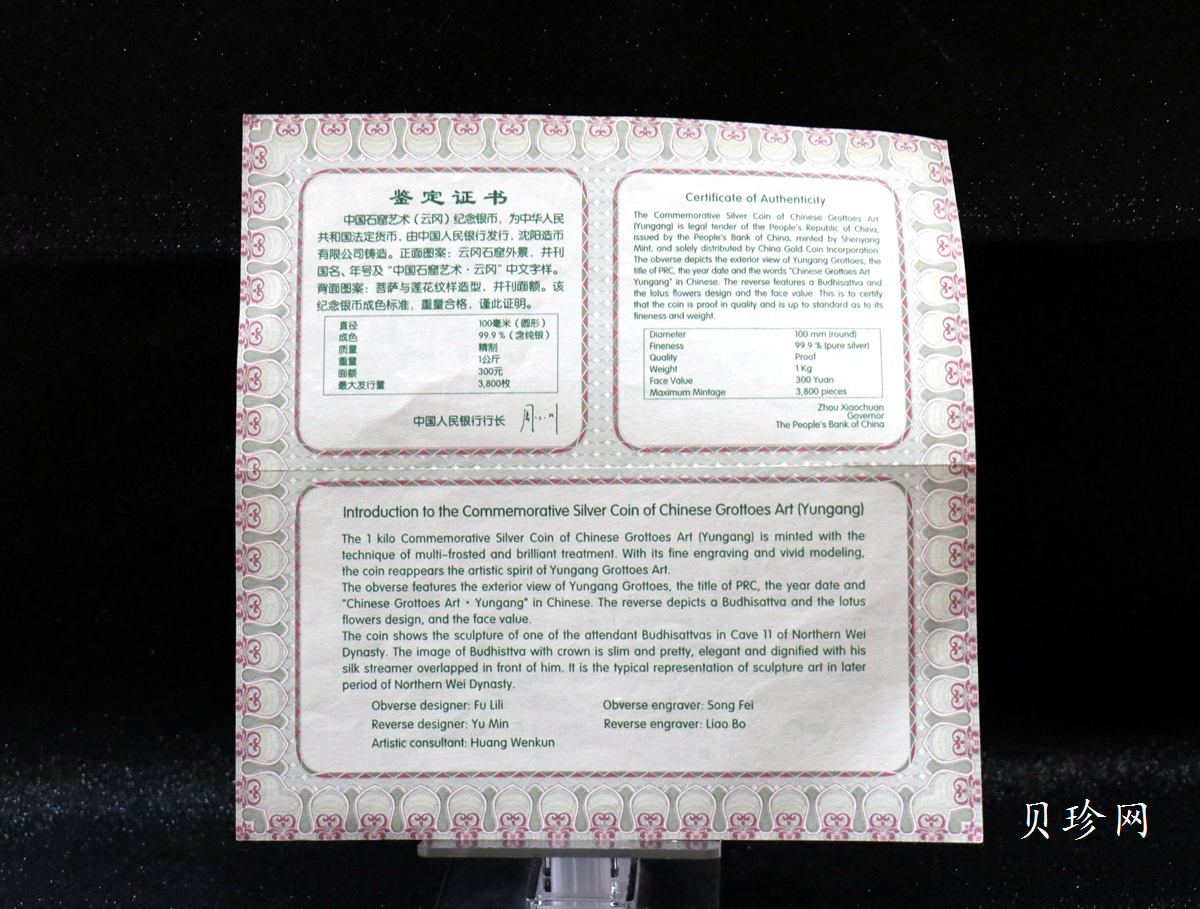 鉴定证书
中国石窟艺术（云冈）纪念银币，为中华人民
共和国法定货币，由中国人民银行发行，沈阳造币
有限公司铸造。正面图案：云冈石窟外景，并刊
国名、年号及“中国石窟艺术·云冈”中文字样。
背面图案：菩萨与莲花纹样造型，并刊面额。该
纪念银币成色标准，重量合格，谨此证明。
直径 100毫米（圆形）
成色 99.9%（含纯银）
质量 精制
重量 1公斤
面额 300元
最大发行量 3,800枚
中国人民银行行长
Certificate of Authenticity
The Commemorative Silver Coin of Chinese Grottoes Art
(Yungang) is legal tender of the People's Republic of China,
issued by the People's Bank of China, minted by Shenyang
Mint, and solely distributed by China Gold Coin Incorporation.
The obverse depicts the exterior view of Yungang Grottoes, the
title of PRC, the year date and the words "Chinese Grottoes Art
Yungang" in Chinese. The reverse features a Budhisattva and
the lotus flowers design and the face value. This is to certify
that the coin is proof in quality and is up to standard as to its
fineness and weight.
Diameter 100 mm (round)
Fineness 99.9 % (pure silver)
Quality Proof
Weight 1 Kg
Face Value 300 Yuan
Maximum Mintage 3,800 pieces
Zhou Xiaochuan
Governor
The People's Bank of China
Introduction to the Commemorative Silver Coin of Chinese Grottoes Art (Yungang)
The 1 kilo Commemorative Silver Coin of Chinese Grottoes Art (Yungang) is minted with the
technique of multi-frosted and brilliant treatment. With its fine engraving and vivid modeling,
the coin reappears the artistic spirit of Yungang Grottoes Art.
The obverse features the exterior view of Yungang Grottoes, the title of PRC, the year date and
"Chinese Grottoes Art · Yungang" in Chinese. The reverse depicts a Budhisattva and the lotus
flowers design, and the face value.
The coin shows the sculpture of one of the attendant Budhisattvas in Cave 11 of Northern Wei
Dynasty. The image of Budhisttva with crown is slim and pretty, elegant and dignified with his
silk streamer overlapped in front of him. It is the typical representation of sculpture art in later
period of Northern Wei Dynasty.
Obverse designer: Fu Lili Obverse engraver: Song Fei
Reverse designer: Yu Min Reverse engraver: Liao Bo
Artistic consultant: Huang Wenkun
贝珍网